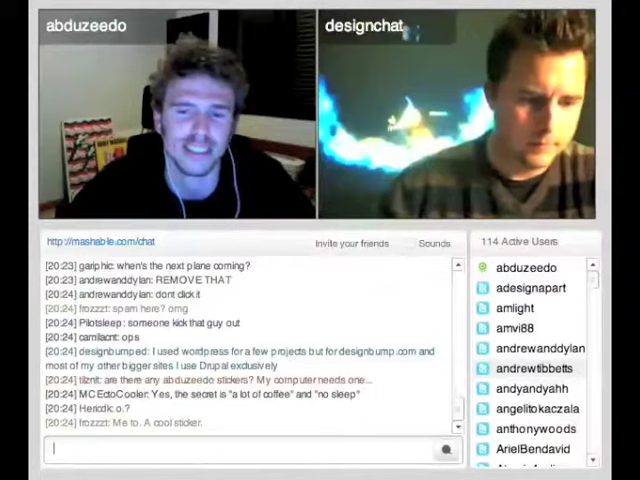 abduzeedo
designchat
http://mashable.com/chat
Invite your friends
Sounds
114 Active Users
[20:23] gariphic: when's the next plane coming?
[20:23] andrewanddylan: REMOVE THAT
[20:24] andrewanddylan: dont click it
[20:24] frozzzt: spam here? omg
[20:24] Pilotsleep: someone kick that guy out
[20:24] camilacnt: ops
[20:24] designbumped: I used wordpress for a few projects but for designbump.com and
most of my other bigger sites I use Drupal exclusively
[20:24] are there any abduzeedo stickers? My computer needs one...
[20:24] MCEctoCooler: Yes, the secret is "a lot of coffee" and "no sleep"
[20:24] Hericdk: o.?
[20:24] frozzzt: Me to. A cool sticker.
abduzeedo
adesignapart
amlight
amvi88
andrewanddylan
andrewtibbetts
andyandyahh
angelitokaczala
anthonywoods
ArielBendavid